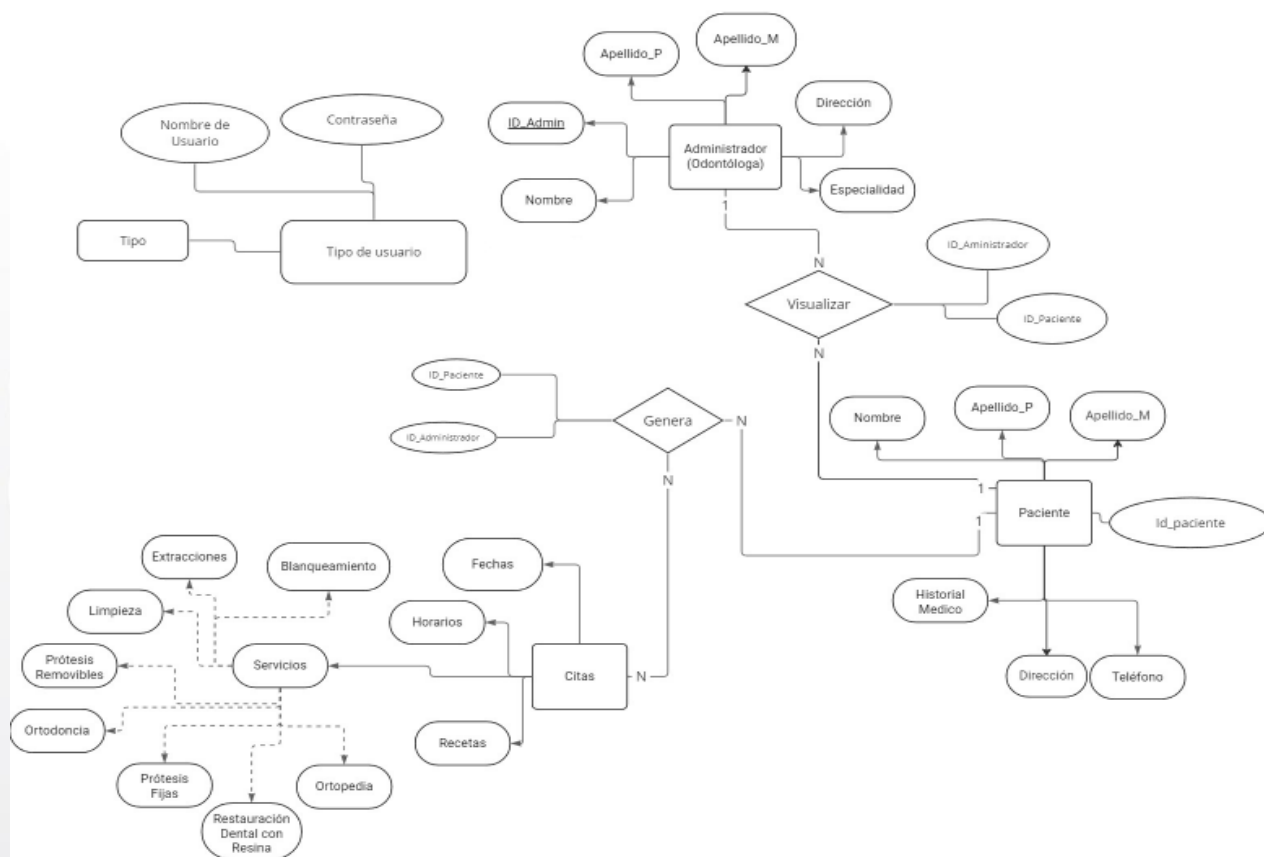 Apellido_P
Apellido_M
Nombre de
Usuario
Contraseña
ID_Admin
Administrador
(Odontóloga)
Dirección
Nombre
Especialidad
Tipo
Tipo de usuario
1
N
ID_Aministrador
Visualizar
ID_Paciente
N
ID_Paciente
Genera
N
ID_Administrador
N
Nombre
Apellido_P
Apellido_M
1
Paciente
1
Id_paciente
Extracciones
Blanqueamiento
Fechas
Limpieza
Horarios
Historial
Medico
Prótesis
Removibles
Servicios
Citas
N
Dirección
Teléfono
Ortodoncia
Recetas
Prótesis
Fijas
Ortopedia
Restauración
Dental con
Resina